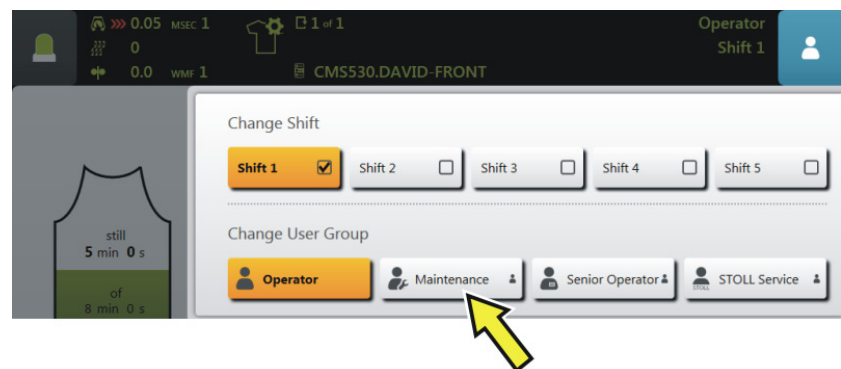 0.05 MSEC 1
1 of 1
Operator
0
Shift 1
0.0 WMF 1
CMS530.DAVID-FRONT
Change Shift
Shift 1
Shift 2
Shift 3
Shift 4
Shift 5
still
5 min 0 s
of
8 min 0 s
Change User Group
Operator
Maintenance
Senior Operator
STOLL
STOLL Service